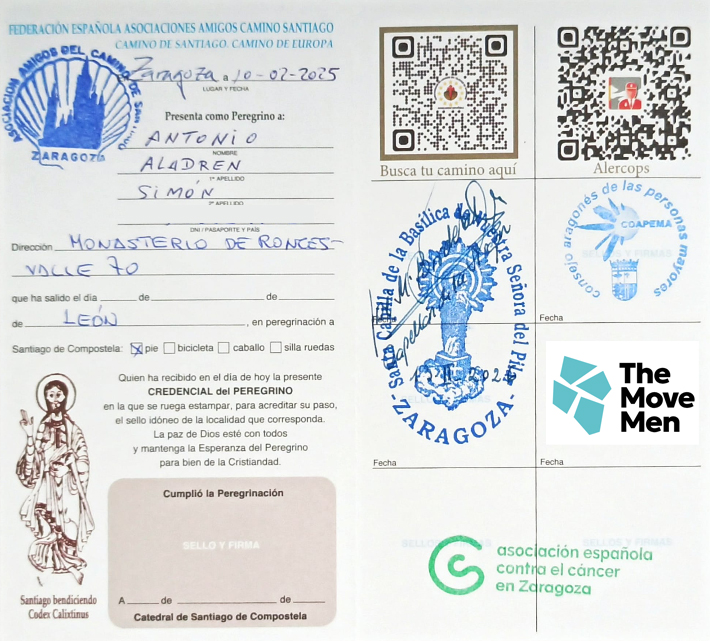 FEDERACIÓN ESPAÑOLA ASOCIACIONES AMIGOS CAMINO SANTIAGO
CAMINO DE SANTIAGO. CAMINO DE EUROPA
ASOCIACION AMIGOS DEL CAMINO DE SANTIAGO
ZARAGOZA
Zaragoza a 10-02-2025
LUGAR Y FECHA
Presenta como Peregrino a:
ANTONIO
NOMBRE
ALADREN
1º APELLIDO
SIMÓN
2º APELLIDO
DNI / PASAPORTE Y PAÍS
Dirección MONASTERIO DE RONCES-
VALLE 70
que ha salido el día de de
de LEÓN, en peregrinación a
Santiago de Compostela: pie bicicleta caballo silla ruedas
Quien ha recibido en el día de hoy la presente
CREDENCIAL del PEREGRINO
en la que se ruega estampar, para acreditar su paso,
el sello idóneo de la localidad que corresponda.
La paz de Dios esté con todos
y mantenga la Esperanza del Peregrino
para bien de la Cristiandad.
Santiago bendiciendo
Codex Calixtinus
Cumplió la Peregrinación
SELLO Y FIRMA
A de de
Catedral de Santiago de Compostela
Busca tu camino aquí
Alercops
Santa Capilla de la Basílica de Nuestra Señora del Pilar
-ZARAGOZA-
Fecha
consejo aragonés de las personas mayores
COAPEMA
SELLOS Y FIRMAS
Fecha
The
Move
Men
Fecha
Fecha
SELLOS Y FIRMAS
SELLOS Y FIRMAS
asociación española
contra el cáncer
en Zaragoza